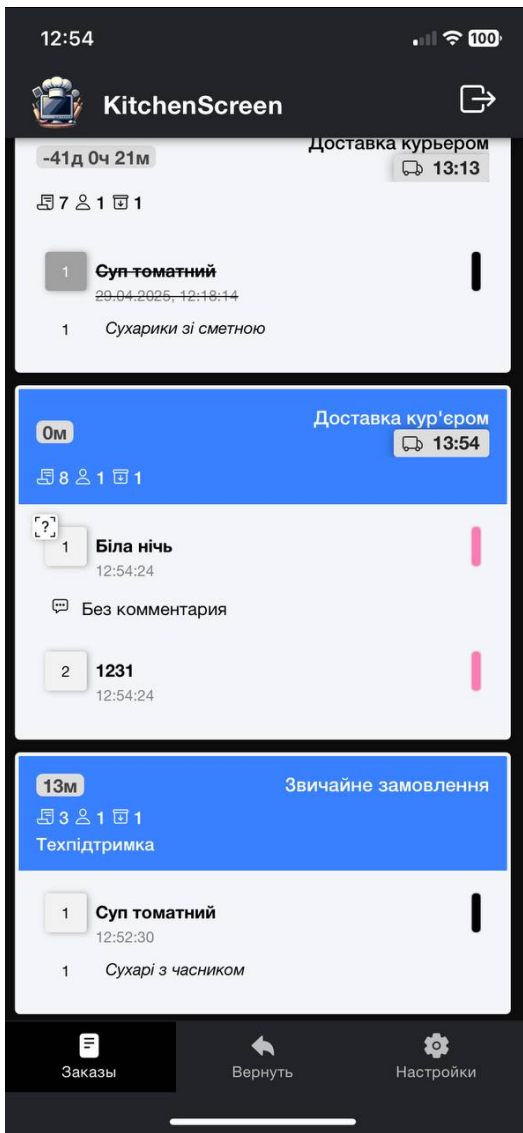 12:54
100
KitchenScreen
-41д 0ч 21м
Доставка курьером
13:13
7 1 1
1 Суп томатний
29.04.2025, 12:18:14
1 Сухарики зі сметною
0м
Доставка кур'єром
13:54
8 1 1
[?]
1 Біла нічь
12:54:24
Без комментария
2 1231
12:54:24
13м
Звичайне замовлення
3 1 1
Техпідтримка
1 Суп томатний
12:52:30
1 Сухарі з часником
Заказы
Вернуть
Настройки